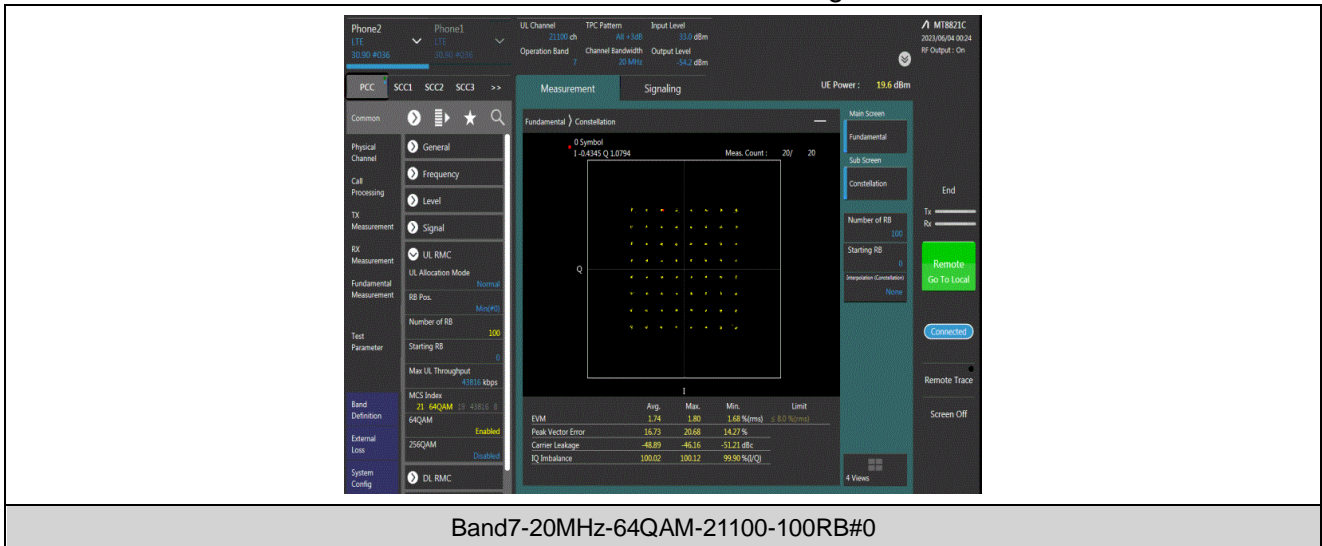 Phone2
LTE
30.90 #036
Phone1
LTE
30.90 #036
UL Channel TPC Pattern Input Level
21100 ch All +3dB 33.0 dBm
Operation Band Channel Bandwidth Output Level
7 20 MHz -54.2 dBm
MT8821C
2023/06/04 00:24
RF Output : On
PCC SCC1 SCC2 SCC3 >>
Measurement Signaling
UE Power : 19.6 dBm
Common
Physical
Channel
Call
Processing
TX
Measurement
RX
Measurement
Fundamental
Measurement
Test
Parameter
Band
Definition
External
Loss
System
Config
General
Frequency
Level
Signal
UL RMC
UL Allocation Mode
Normal
RB Pos.
Min(#0)
Number of RB
100
Starting RB
0
Max UL Throughput
43816 kbps
MCS Index
21 64QAM 19 43816 8
64QAM
Enabled
256QAM
Disabled
DL RMC
Fundamental ⟩ Constellation
0 Symbol
I -0.4345 Q 1.0794
Meas. Count : 20/ 20
Q
I
Avg. Max. Min. Limit
EVM 1.74 1.80 1.68 %(rms) ≤ 8.0 %(rms)
Peak Vector Error 16.73 20.68 14.27 %
Carrier Leakage -48.89 -46.16 -51.21 dBc
IQ Imbalance 100.02 100.12 99.90 %(I/Q)
Main Screen
Fundamental
Sub Screen
Constellation
Number of RB
100
Starting RB
0
Interpolation (Constellation)
None
4 Views
End
Tx
Rx
Remote
Go To Local
Connected
Remote Trace
Screen Off
Band7-20MHz-64QAM-21100-100RB#0